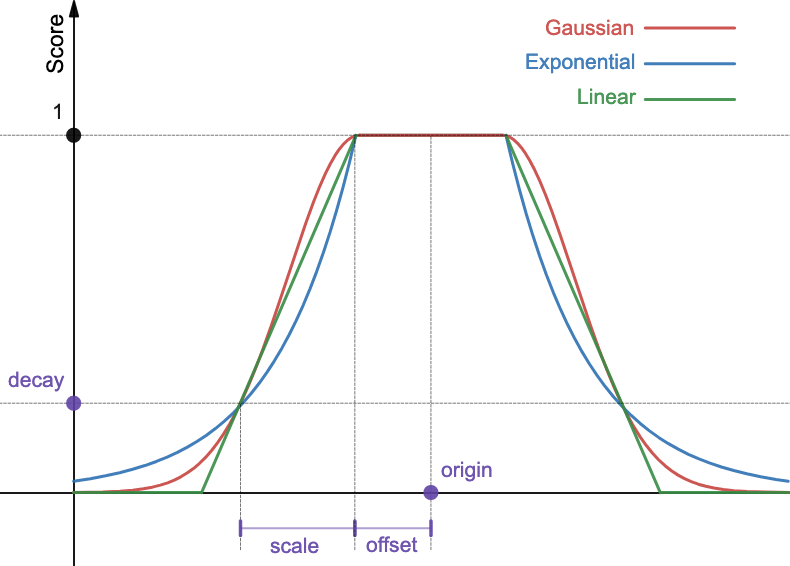 Score
Gaussian
Exponential
Linear
1
decay
origin
scale
offset